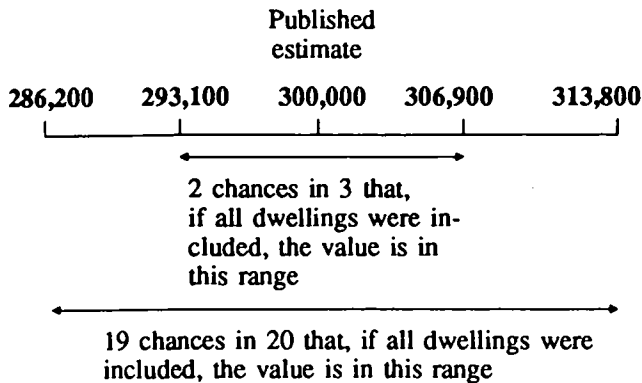 Published
estimate
286,200 293,100 300,000 306,900 313,800
2 chances in 3 that,
if all dwellings were in-
cluded, the value is in
this range
19 chances in 20 that, if all dwellings were
included, the value is in this range